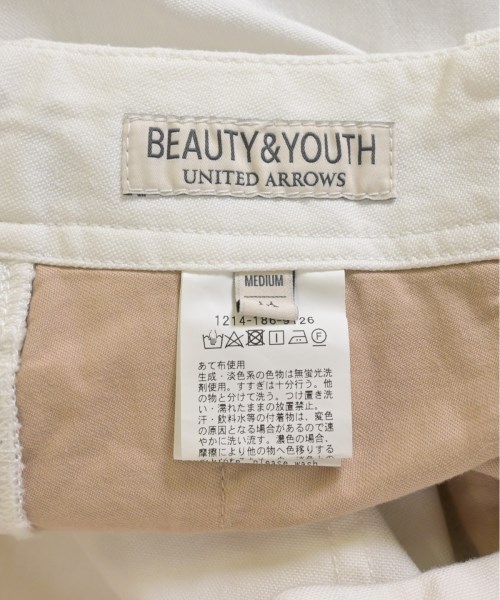 BEAUTY&YOUTH
UNITED ARROWS
MEDIUM
1214-186-9126
あて布使用
生成・淡色系の色物は無蛍光洗
剤使用。すすぎは十分行う。他
の物と分けて洗う。つけ置き洗
い・濡れたままの放置禁止。
汗・飲料水等の付着物は、変色
の原因となる場合があるので速
やかに洗い流す。濃色の場合、
摩擦により他の物へ色移りする
please wash